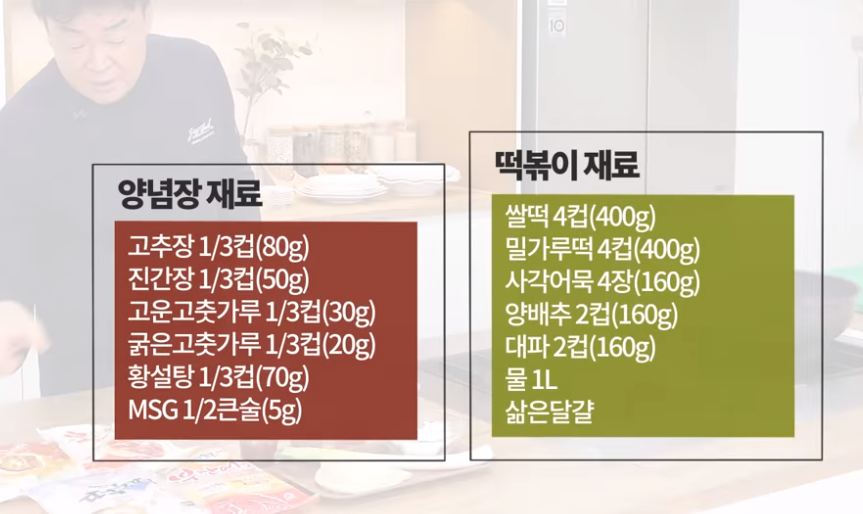 양념장 재료
고추장 1/3컵(80g)
진간장 1/3컵(50g)
고운고춧가루 1/3컵(30g)
굵은고춧가루 1/3컵(20g)
황설탕 1/3컵(70g)
MSG 1/2큰술(5g)
떡볶이 재료
쌀떡 4컵(400g)
밀가루떡 4컵(400g)
사각어묵 4장(160g)
양배추 2컵(160g)
대파 2컵(160g)
물 1L
삶은달걀